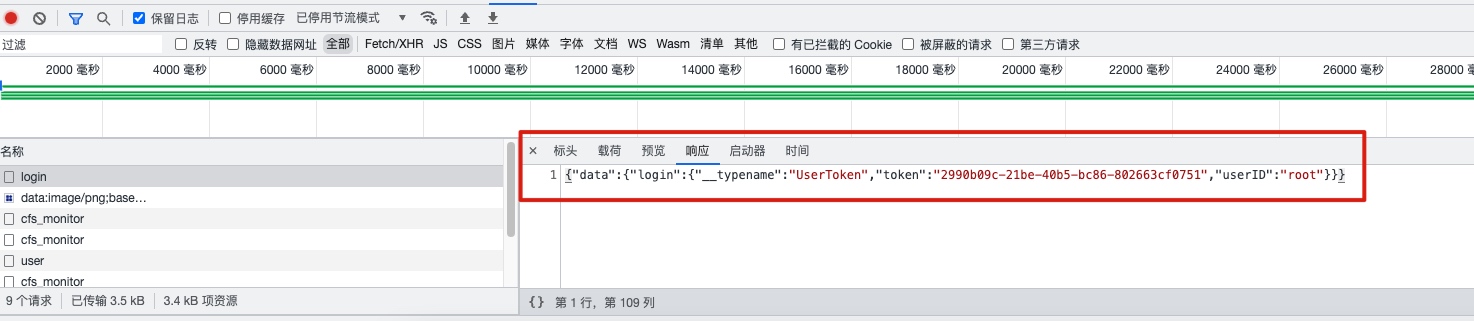 保留日志 停用缓存 已停用节流模式
过滤 反转 隐藏数据网址 全部 Fetch/XHR JS CSS 图片 媒体 字体 文档 WS Wasm 清单 其他 有已拦截的 Cookie 被屏蔽的请求 第三方请求
2000 毫秒 4000 毫秒 6000 毫秒 8000 毫秒 10000 毫秒 12000 毫秒 14000 毫秒 16000 毫秒 18000 毫秒 20000 毫秒 22000 毫秒 24000 毫秒 26000 毫秒 28000 毫
名称
login
data:image/png;base…
cfs_monitor
cfs_monitor
user
cfs_monitor
9 个请求 已传输 3.5 kB 3.4 kB 项资源
× 标头 载荷 预览 响应 启动器 时间
1 {"data":{"login":{"__typename":"UserToken","token":"2990b09c-21be-40b5-bc86-802663cf0751","userID":"root"}}}
{} 第 1 行，第 109 列